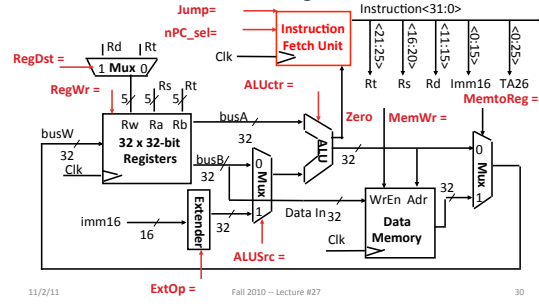 Jump=
Instruction<31:0>
nPC_sel=
Instruction
Fetch Unit
Rd Rt
Clk
<21:25>
<16:20>
<11:15>
<0:15>
<0:25>
RegDst =
1 Mux 0
Rt Rs Rd Imm16 TA26
RegWr =
Rs Rt
5 5 5
ALUctr =
MemtoReg =
Zero
MemWr =
busA
Rw Ra Rb
busW
32
32
32 x 32-bit
Registers
ALU
busB
32
0
32
0
Clk
32
Mux
Mux
32
WrEn Adr
32
1
imm16
16
Extender
32
1
Data In
32
Data
Memory
Clk
ALUSrc =
ExtOp =
11/2/11
Fall 2010 -- Lecture #27
30